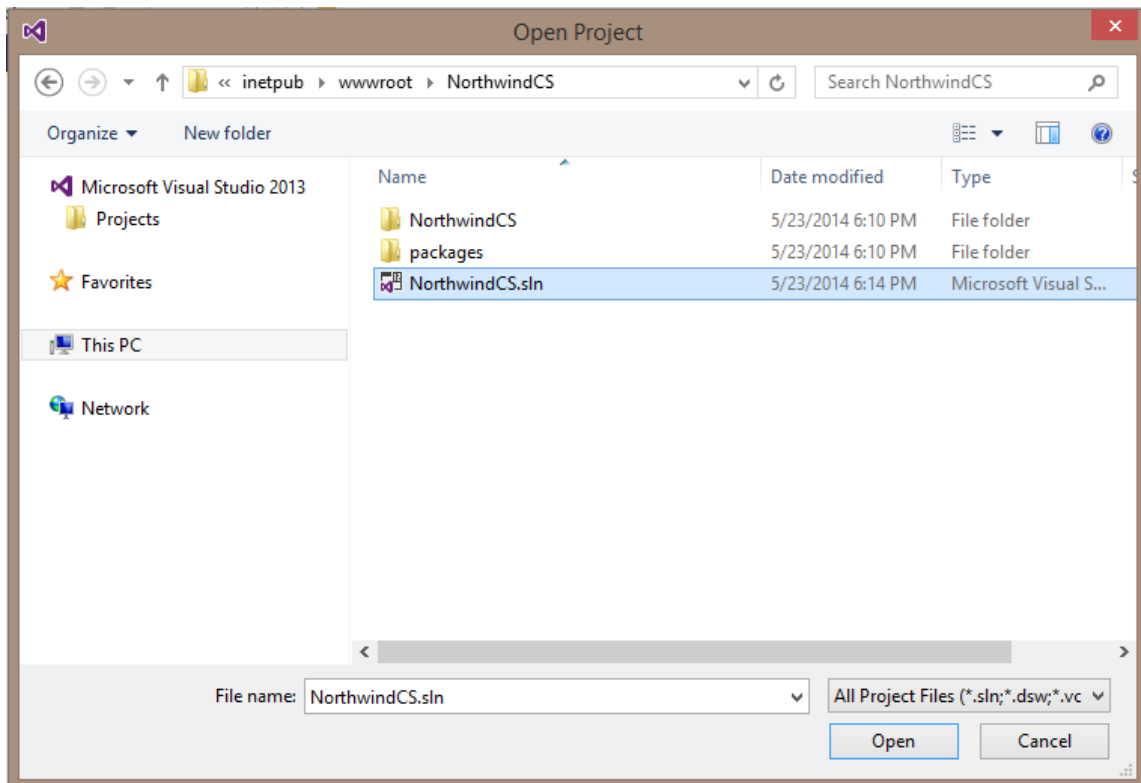 Open Project
« inetpub wwwroot NorthwindCS Search NorthwindCS
Organize New folder
Microsoft Visual Studio 2013
Projects
Favorites
This PC
Network
Name Date modified Type
NorthwindCS 5/23/2014 6:10 PM File folder
packages 5/23/2014 6:10 PM File folder
NorthwindCS.sln 5/23/2014 6:14 PM Microsoft Visual S...
File name: NorthwindCS.sln All Project Files (*.sln;*.dsw;*.vc
Open Cancel